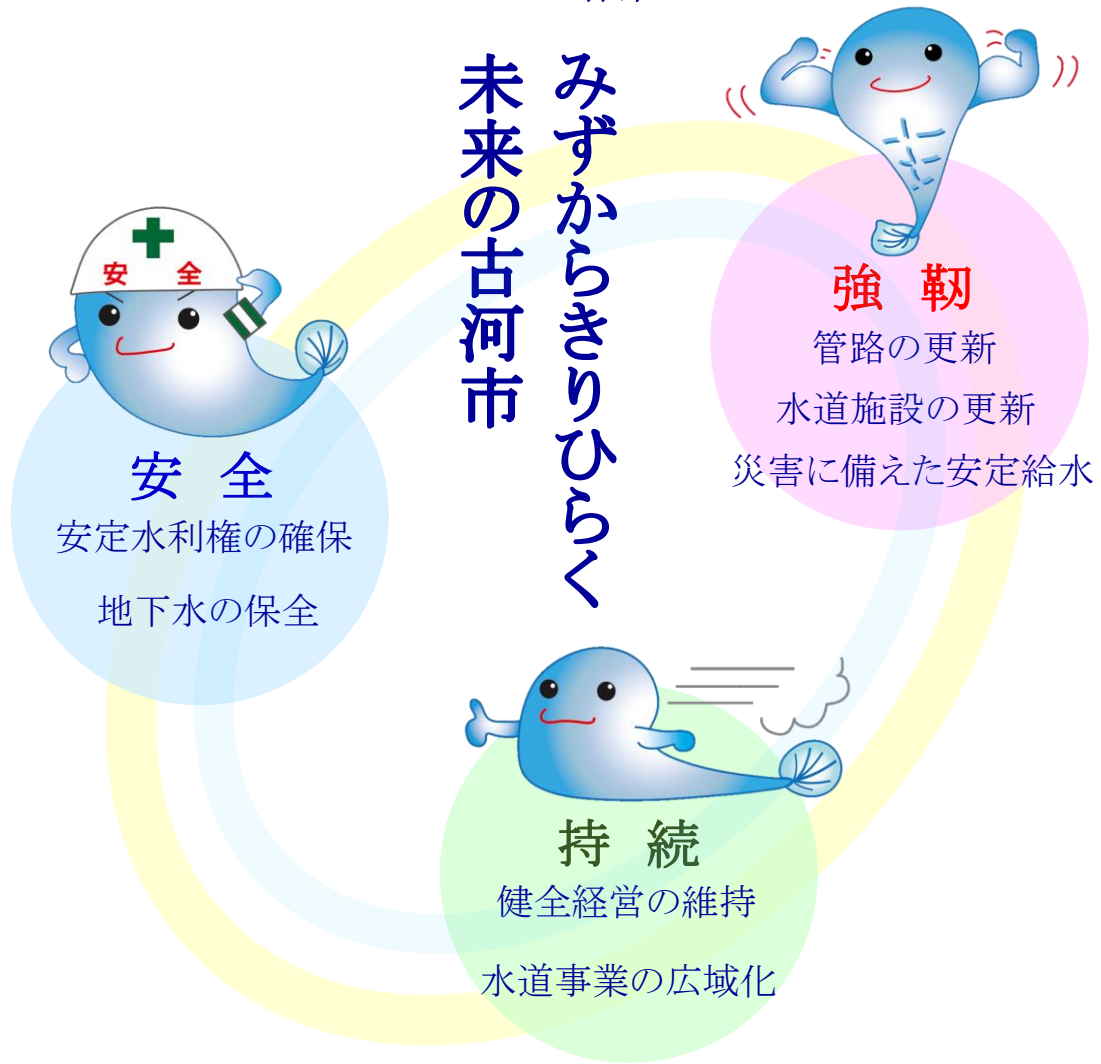 みずからきりひらく
未来の古河市
安全
安全
安定水利権の確保
地下水の保全
強靭
管路の更新
水道施設の更新
災害に備えた安定給水
持続
健全経営の維持
水道事業の広域化